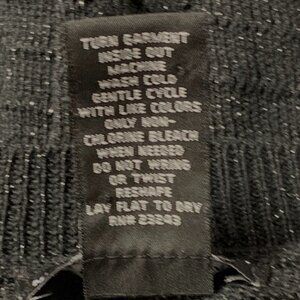 TURN GARMENT
INSIDE OUT
MACHINE
WASH COLD
GENTLE CYCLE
WITH LIKE COLORS
ONLY NON-
CHLORINE BLEACH
WHEN NEEDED
DO NOT WRING
OR TWIST
RESHAPE
LAY FLAT TO DRY
RN#